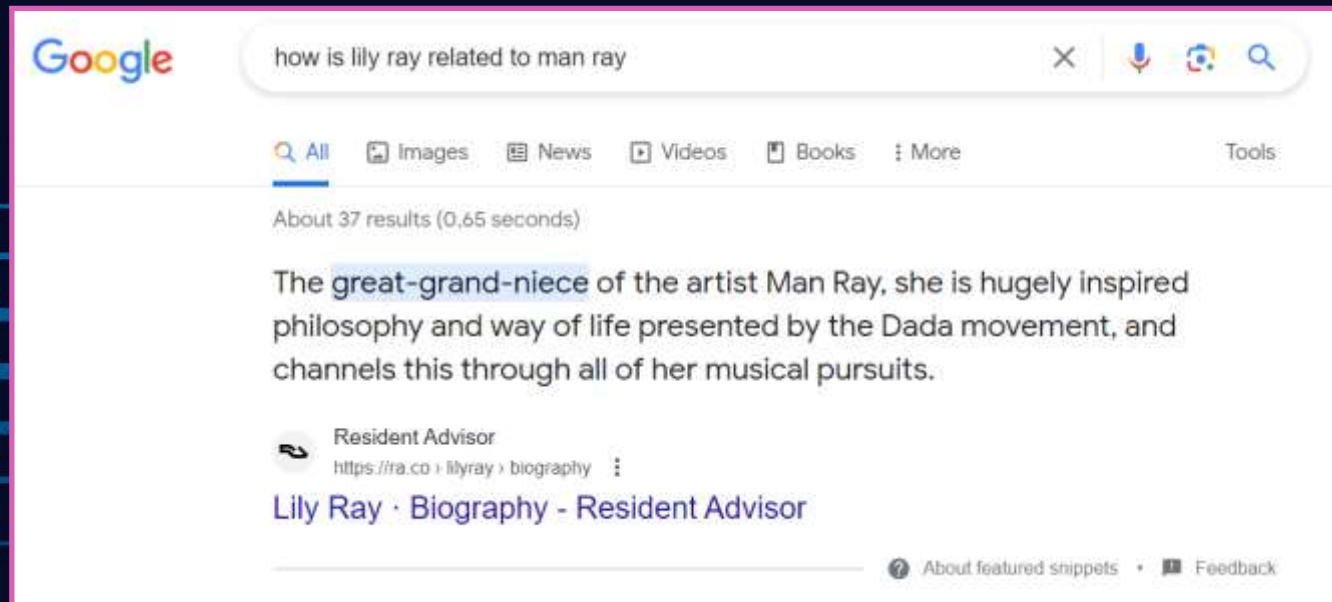 Google
how is lily ray related to man ray
All Images News Videos Books More Tools
About 37 results (0,65 seconds)
The great-grand-niece of the artist Man Ray, she is hugely inspired
philosophy and way of life presented by the Dada movement, and
channels this through all of her musical pursuits.
Resident Advisor
https://ra.co › lilyray › biography
Lily Ray · Biography - Resident Advisor
About featured snippets • Feedback